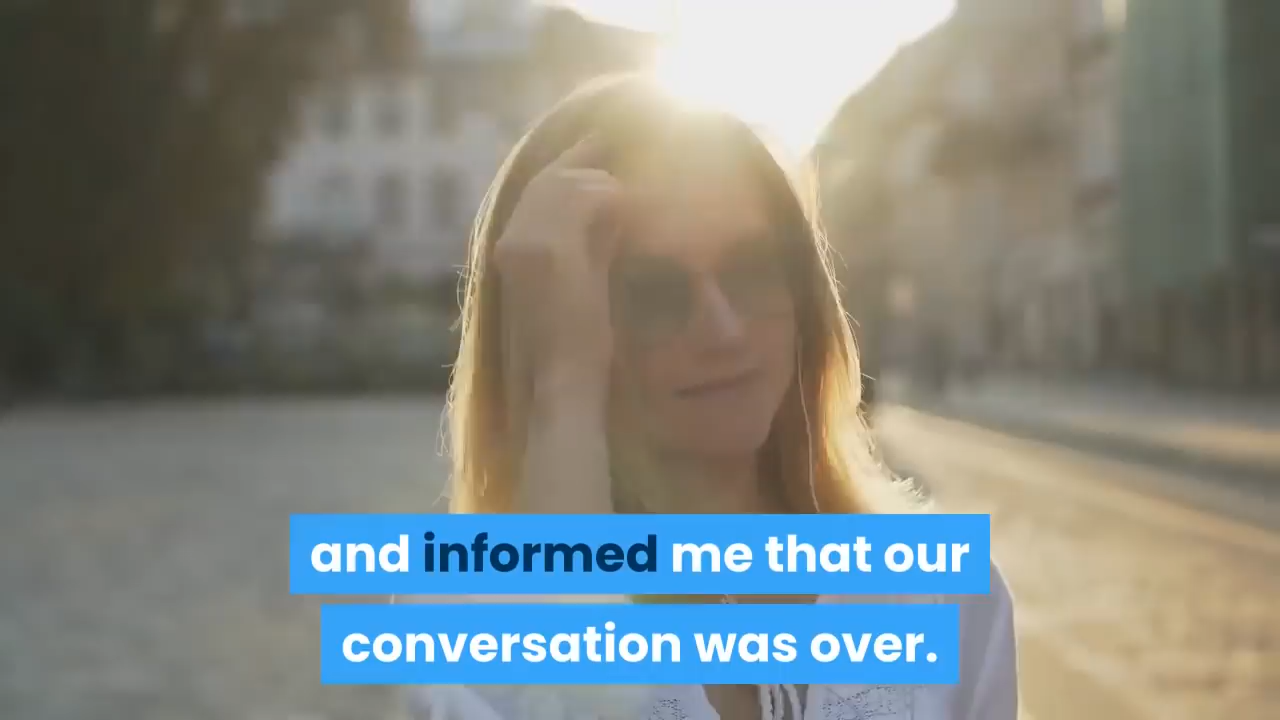 and informed me that our
conversation was over.